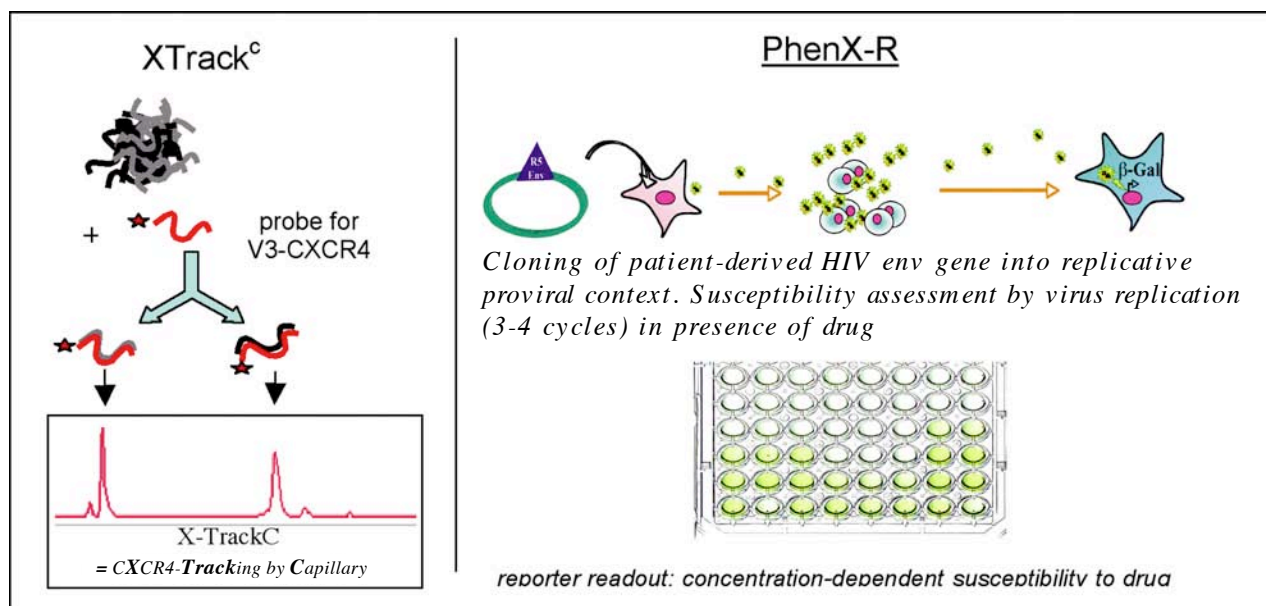 XTrackᶜ
+
probe for
V3-CXCR4
X-TrackC
= CXCR4-Tracking by Capillary
PhenX-R
R5
Env
β-Gal
Cloning of patient-derived HIV env gene into replicative
proviral context. Susceptibility assessment by virus replication
(3-4 cycles) in presence of drug
reporter readout: concentration-dependent susceptibility to drug